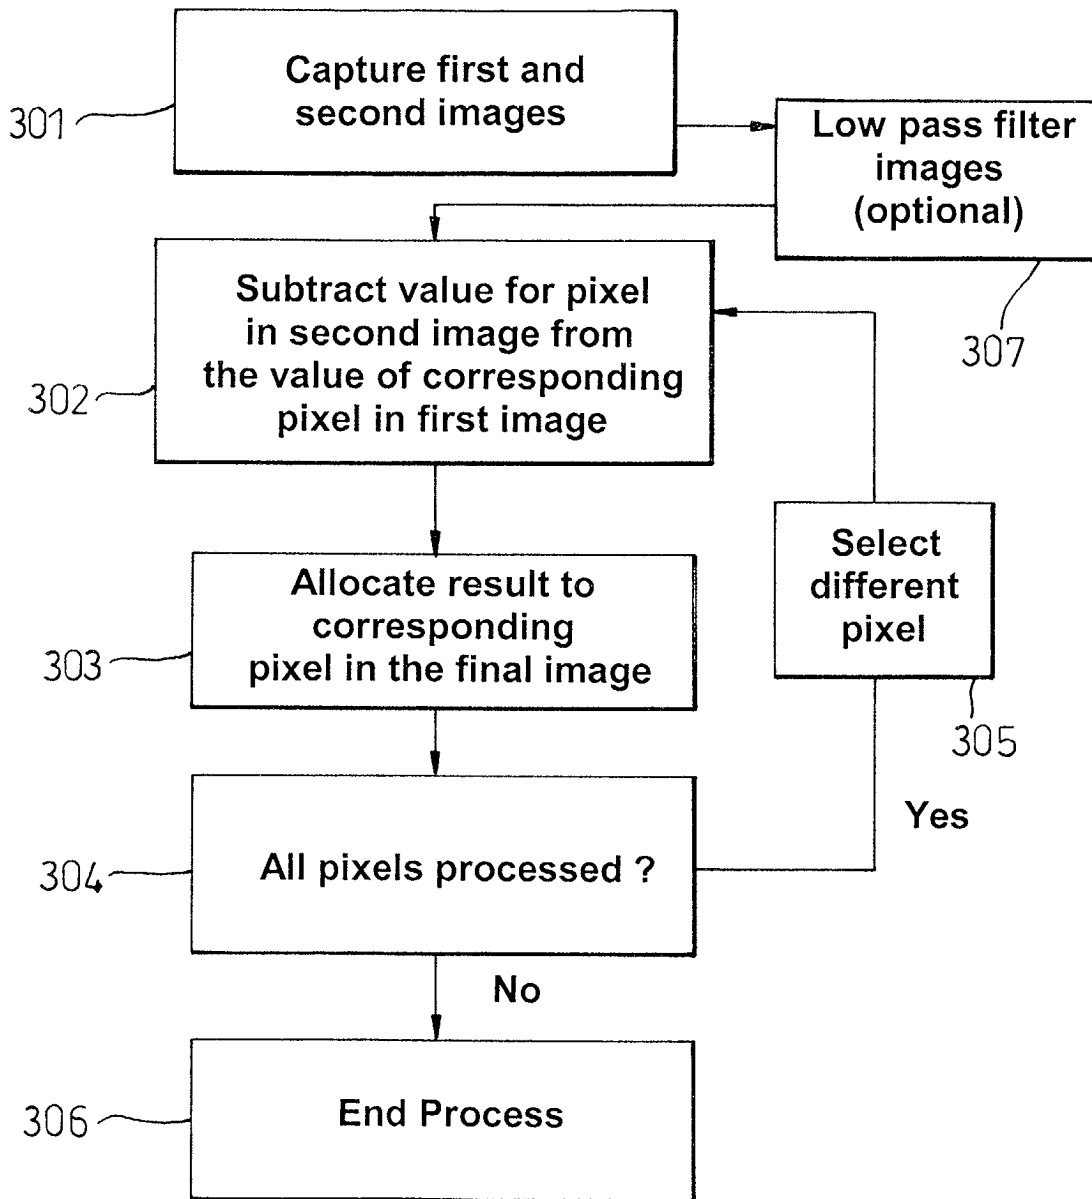 Capture first and
second images
301
Low pass filter
images
(optional)
307
Subtract value for pixel
in second image from
the value of corresponding
pixel in first image
302
Allocate result to
corresponding
pixel in the final image
303
Select
different
pixel
305
Yes
All pixels processed ?
304
No
End Process
306